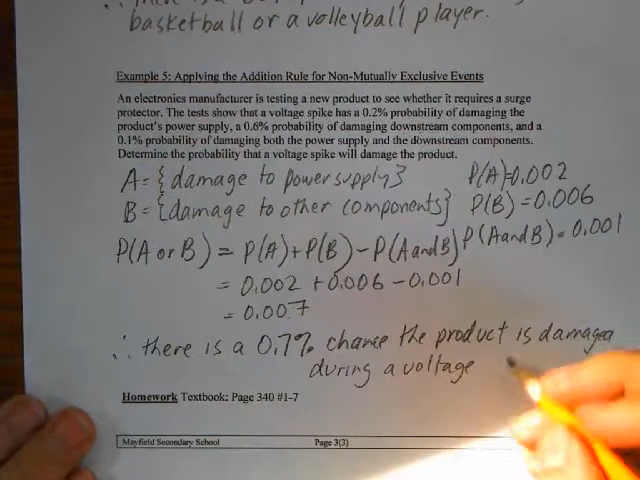 ∴ there is a
basketball or a volleyball player.
Example 5: Applying the Addition Rule for Non-Mutually Exclusive Events
An electronics manufacturer is testing a new product to see whether it requires a surge
protector. The tests show that a voltage spike has a 0.2% probability of damaging the
product's power supply, a 0.6% probability of damaging downstream components, and a
0.1% probability of damaging both the power supply and the downstream components.
Determine the probability that a voltage spike will damage the product.
A = {damage to power supply} P(A)=0.002
B = {damage to other components} P(B) = 0.006
P(A or B) = P(A) + P(B) - P(A and B) P(A and B) = 0.001
= 0.002 + 0.006 - 0.001
= 0.007
∴ there is a 0.7% chance the product is damaged
during a voltage
Homework Textbook: Page 340 #1-7
Mayfield Secondary School Page 3(3)